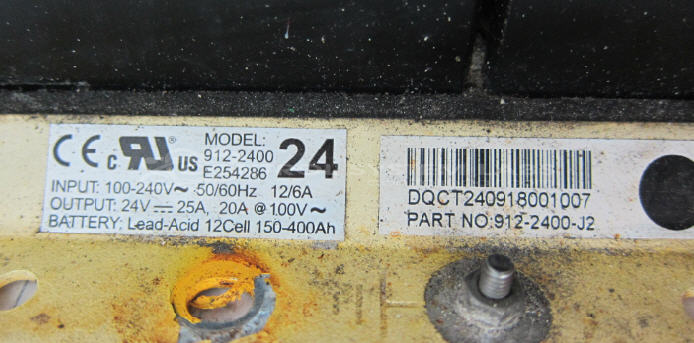 CE c RU US MODEL: 24
912-2400
E254286
INPUT: 100-240V~ 50/60Hz 12/6A
OUTPUT: 24V⎓25A, 20A @100V~
BATTERY: Lead-Acid 12Cell 150-400Ah
DQCT240918001007
PART NO:912-2400-J2